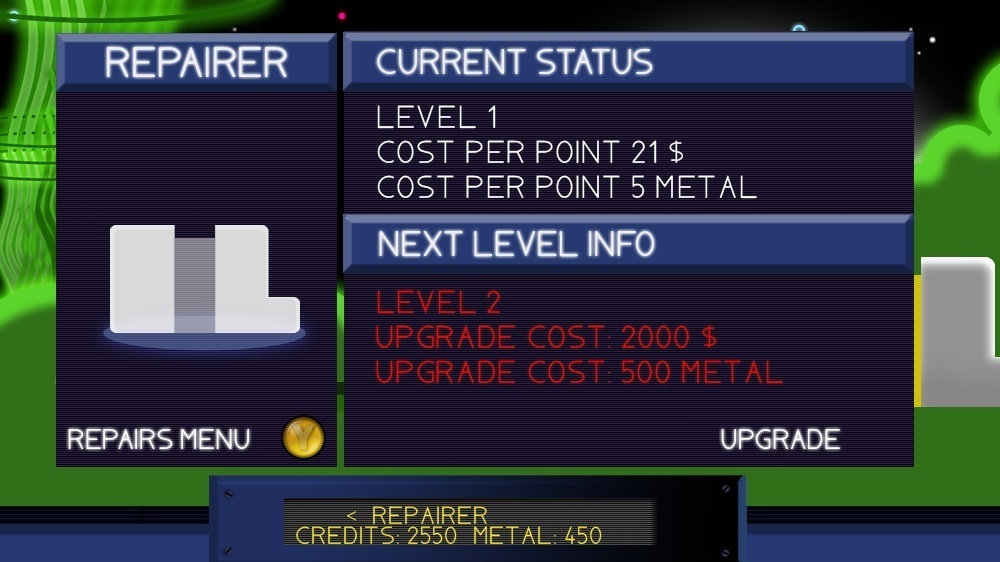 REPAIRER
REPAIRS MENU Y
CURRENT STATUS
LEVEL 1
COST PER POINT 21 $
COST PER POINT 5 METAL
NEXT LEVEL INFO
LEVEL 2
UPGRADE COST: 2000 $
UPGRADE COST: 500 METAL
UPGRADE
< REPAIRER
CREDITS: 2550 METAL: 450